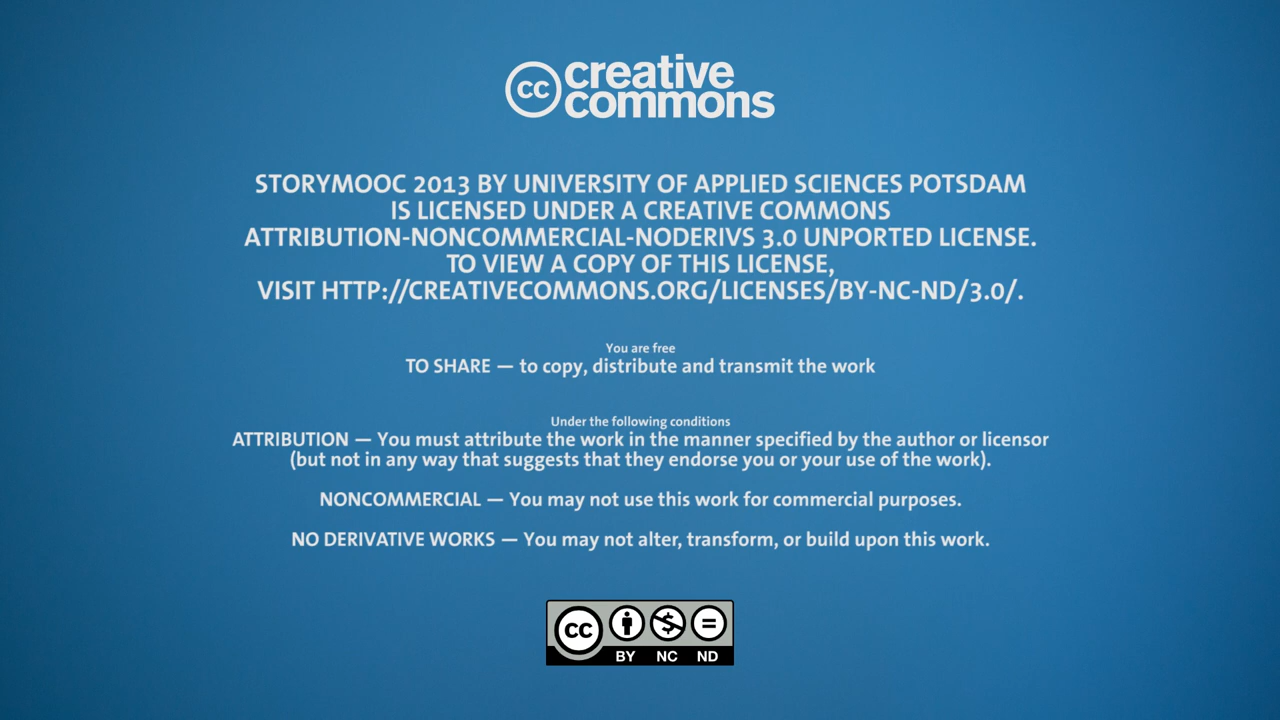 cc creative
commons
STORYMOOC 2013 BY UNIVERSITY OF APPLIED SCIENCES POTSDAM
IS LICENSED UNDER A CREATIVE COMMONS
ATTRIBUTION-NONCOMMERCIAL-NODERIVS 3.0 UNPORTED LICENSE.
TO VIEW A COPY OF THIS LICENSE,
VISIT HTTP://CREATIVECOMMONS.ORG/LICENSES/BY-NC-ND/3.0/.
You are free
TO SHARE — to copy, distribute and transmit the work
Under the following conditions
ATTRIBUTION — You must attribute the work in the manner specified by the author or licensor
(but not in any way that suggests that they endorse you or your use of the work).
NONCOMMERCIAL — You may not use this work for commercial purposes.
NO DERIVATIVE WORKS — You may not alter, transform, or build upon this work.
cc $ =
BY NC ND